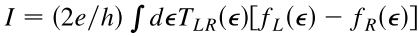 I = (2e/h) ∫ dϵT_{LR}(ϵ)[f_L(ϵ) − f_R(ϵ)]